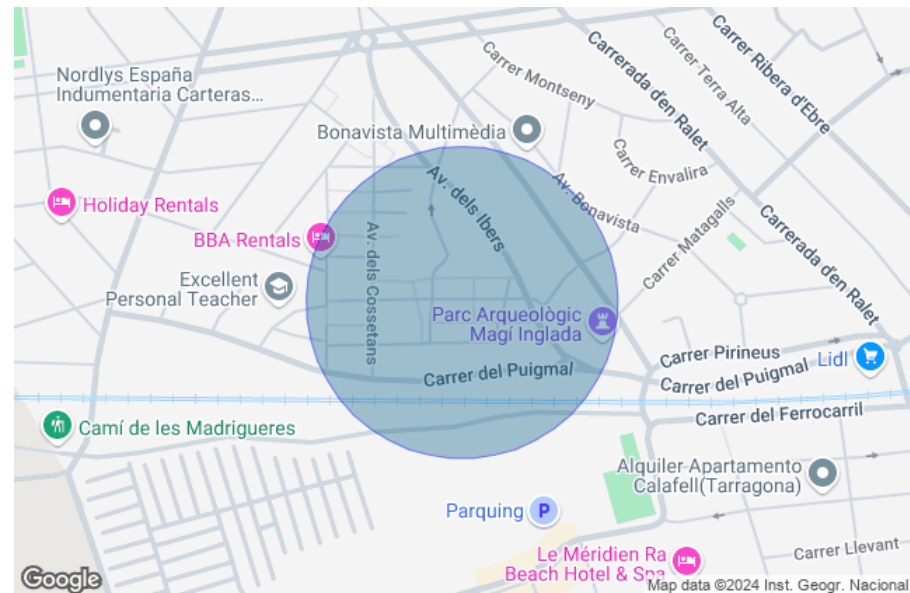 Carrer Ribera d'Ebre
Carrerada d'en Ralet
Carrer Terra Alta
Carrer Montseny
Nordlys España
Indumentaria Carteras...
Bonavista Multimèdia
Carrer Envalira
Av. dels Ibers
Av. Bonavista
Holiday Rentals
Carrer Matagalls
BBA Rentals
Av. dels Cossetans
Carrerada d'en Ralet
Excellent
Personal Teacher
Parc Arqueològic
Magí Inglada
Carrer Pirineus
Lidl
Carrer del Puigmal
Carrer del Puigmal
Carrer del Ferrocarril
Camí de les Madrigueres
Alquiler Apartamento
Calafell(Tarragona)
Parquing
P
Le Méridien Ra
Beach Hotel & Spa
Carrer Llevant
Google
Map data ©2024 Inst. Geogr. Nacional